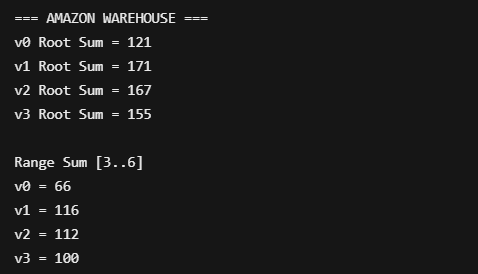 === AMAZON WAREHOUSE ===
v0 Root Sum = 121
v1 Root Sum = 171
v2 Root Sum = 167
v3 Root Sum = 155
Range Sum [3..6]
v0 = 66
v1 = 116
v2 = 112
v3 = 100